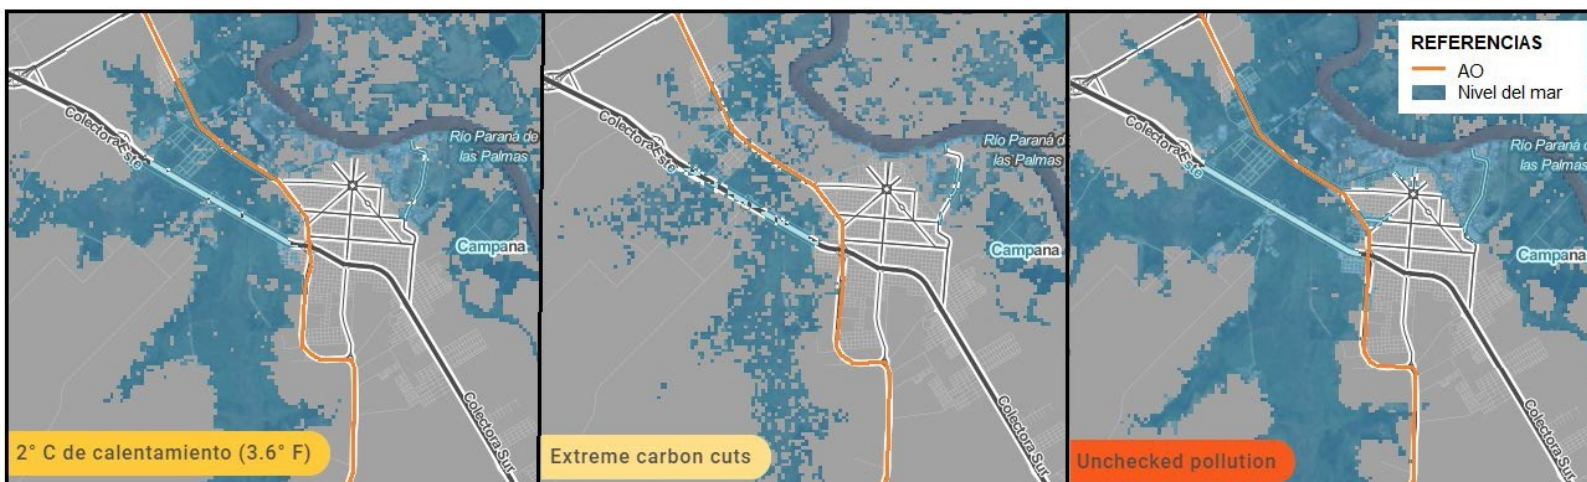 Colectora Este
Río Paraná de
las Palmas
Campana
Colectora Sur
2° C de calentamiento (3.6° F)
Colectora Este
Río Paraná de
las Palmas
Campana
Colectora Sur
Extreme carbon cuts
REFERENCIAS
AO
Nivel del mar
Colectora Este
Río Paraná d
las Palmas
Campana
Colectora Sur
Unchecked pollution